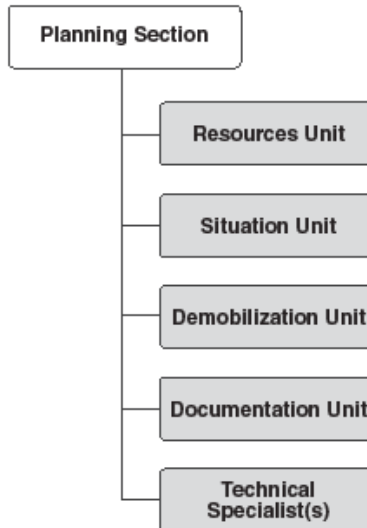 Planning Section
Resources Unit
Situation Unit
Demobilization Unit
Documentation Unit
Technical
Specialist(s)